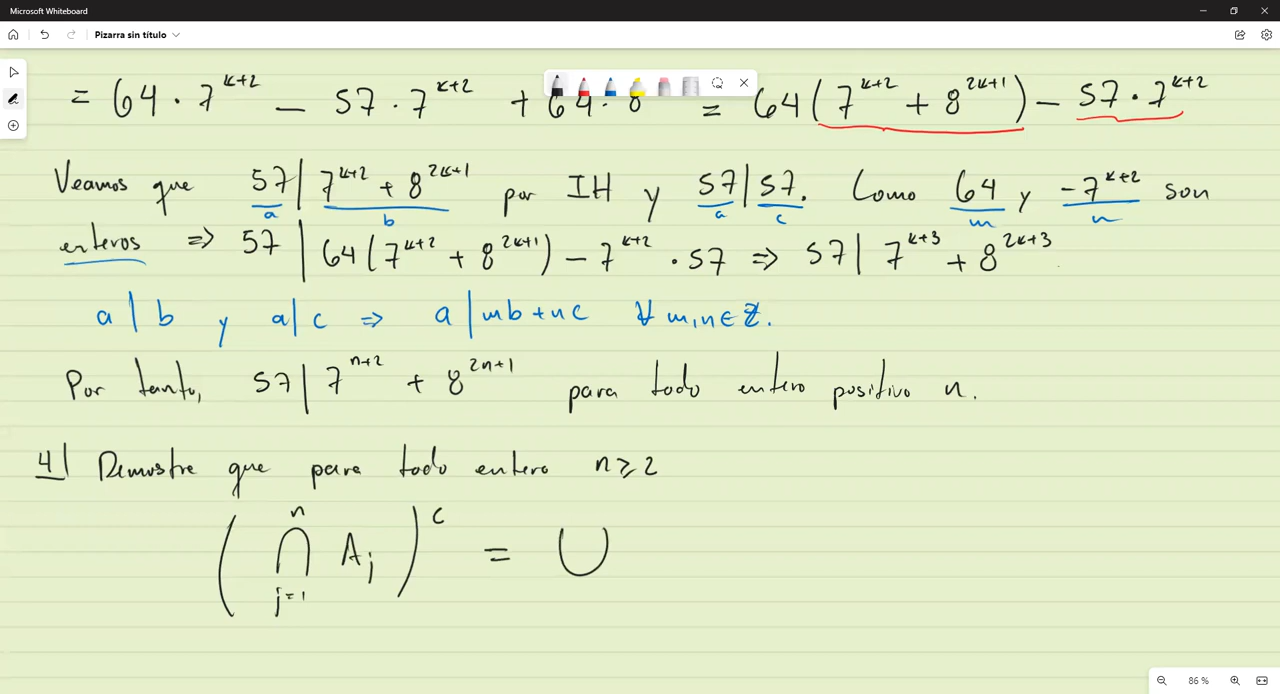 Microsoft Whiteboard
Pizarra sin título
= 64 · 7^{k+2} − 57 · 7^{k+2} + 64 · 8 = 64 (7^{k+2} + 8^{2k+1}) − 57 · 7^{k+2}
Veamos que 57 | 7^{k+2} + 8^{2k+1} por IH y 57 | 57. Como 64 y −7^{k+2} son
a b a c m n
enteros ⇒ 57 | 64 (7^{k+2} + 8^{2k+1}) − 7^{k+2} · 57 ⇒ 57 | 7^{k+3} + 8^{2k+3}
a | b y a | c ⇒ a | mb + nc ∀ m,n ∈ ℤ.
Por tanto, 57 | 7^{n+2} + 8^{2n+1} para todo entero positivo n.
4| Demostre que para todo entero n ≥ 2
(⋂_{j=1}^{n} A_j)^c = ∪
86 %